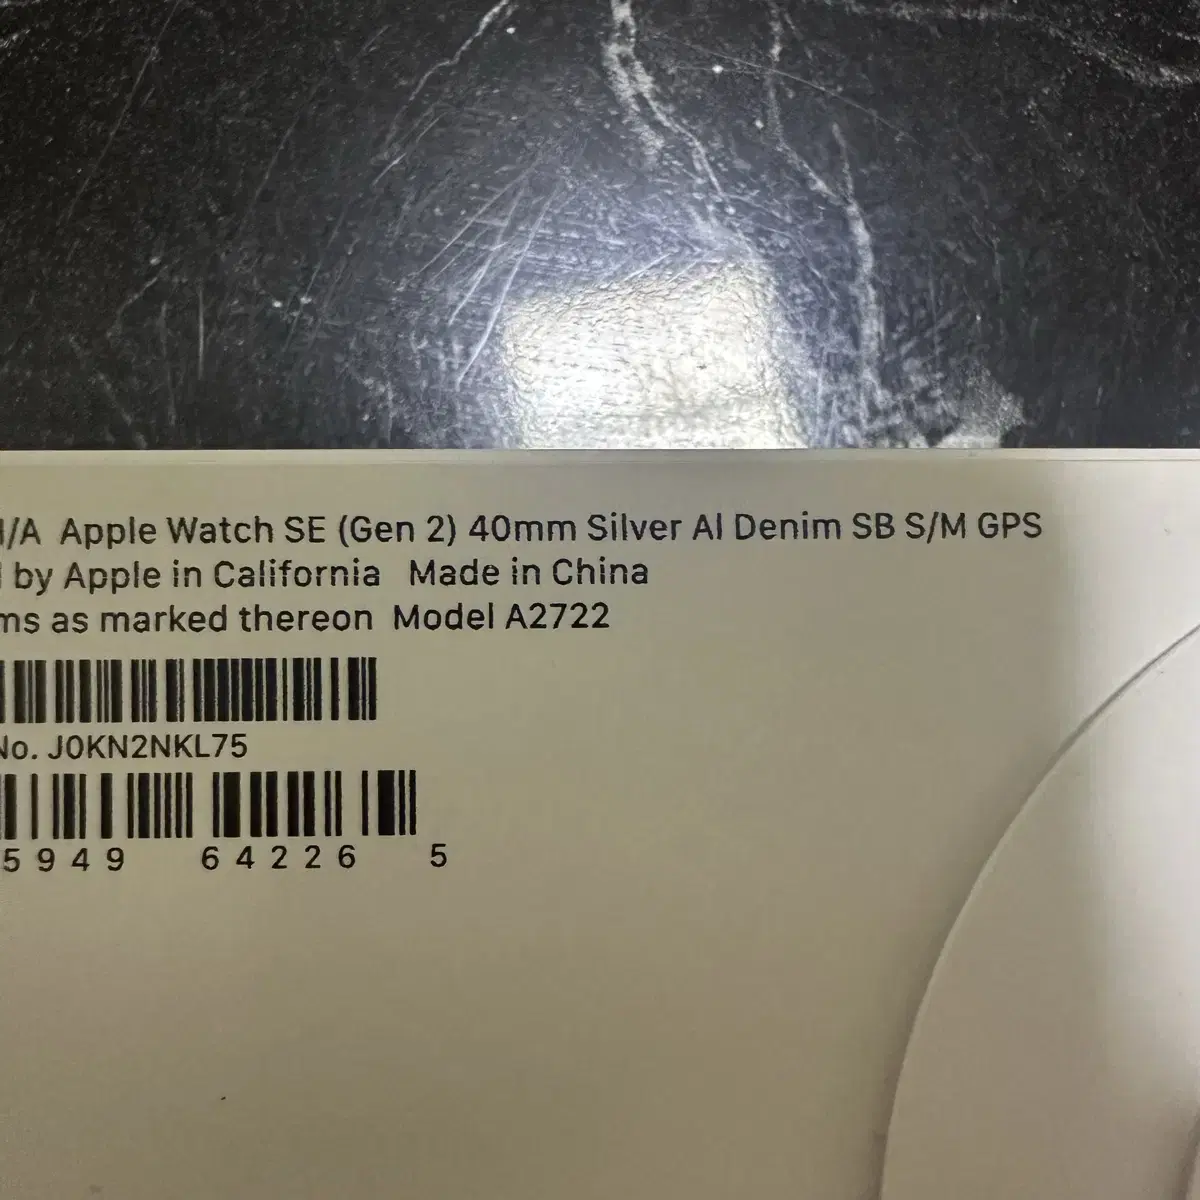 /A Apple Watch SE (Gen 2) 40mm Silver Al Denim SB S/M GPS
by Apple in California Made in China
ms as marked thereon Model A2722
No. J0KN2NKL75
5949 64226 5